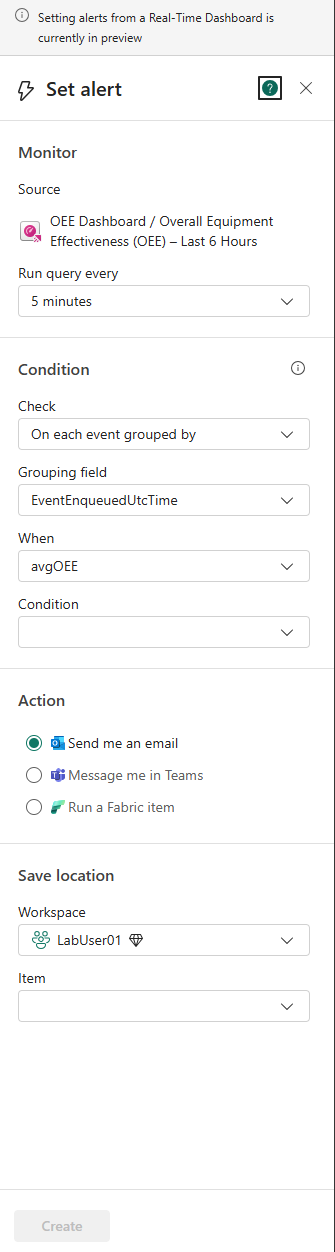 Setting alerts from a Real-Time Dashboard is
currently in preview
Set alert
Monitor
Source
OEE Dashboard / Overall Equipment
Effectiveness (OEE) – Last 6 Hours
Run query every
5 minutes
Condition
Check
On each event grouped by
Grouping field
EventEnqueuedUtcTime
When
avgOEE
Condition
Action
Send me an email
Message me in Teams
Run a Fabric item
Save location
Workspace
LabUser01
Item
Create